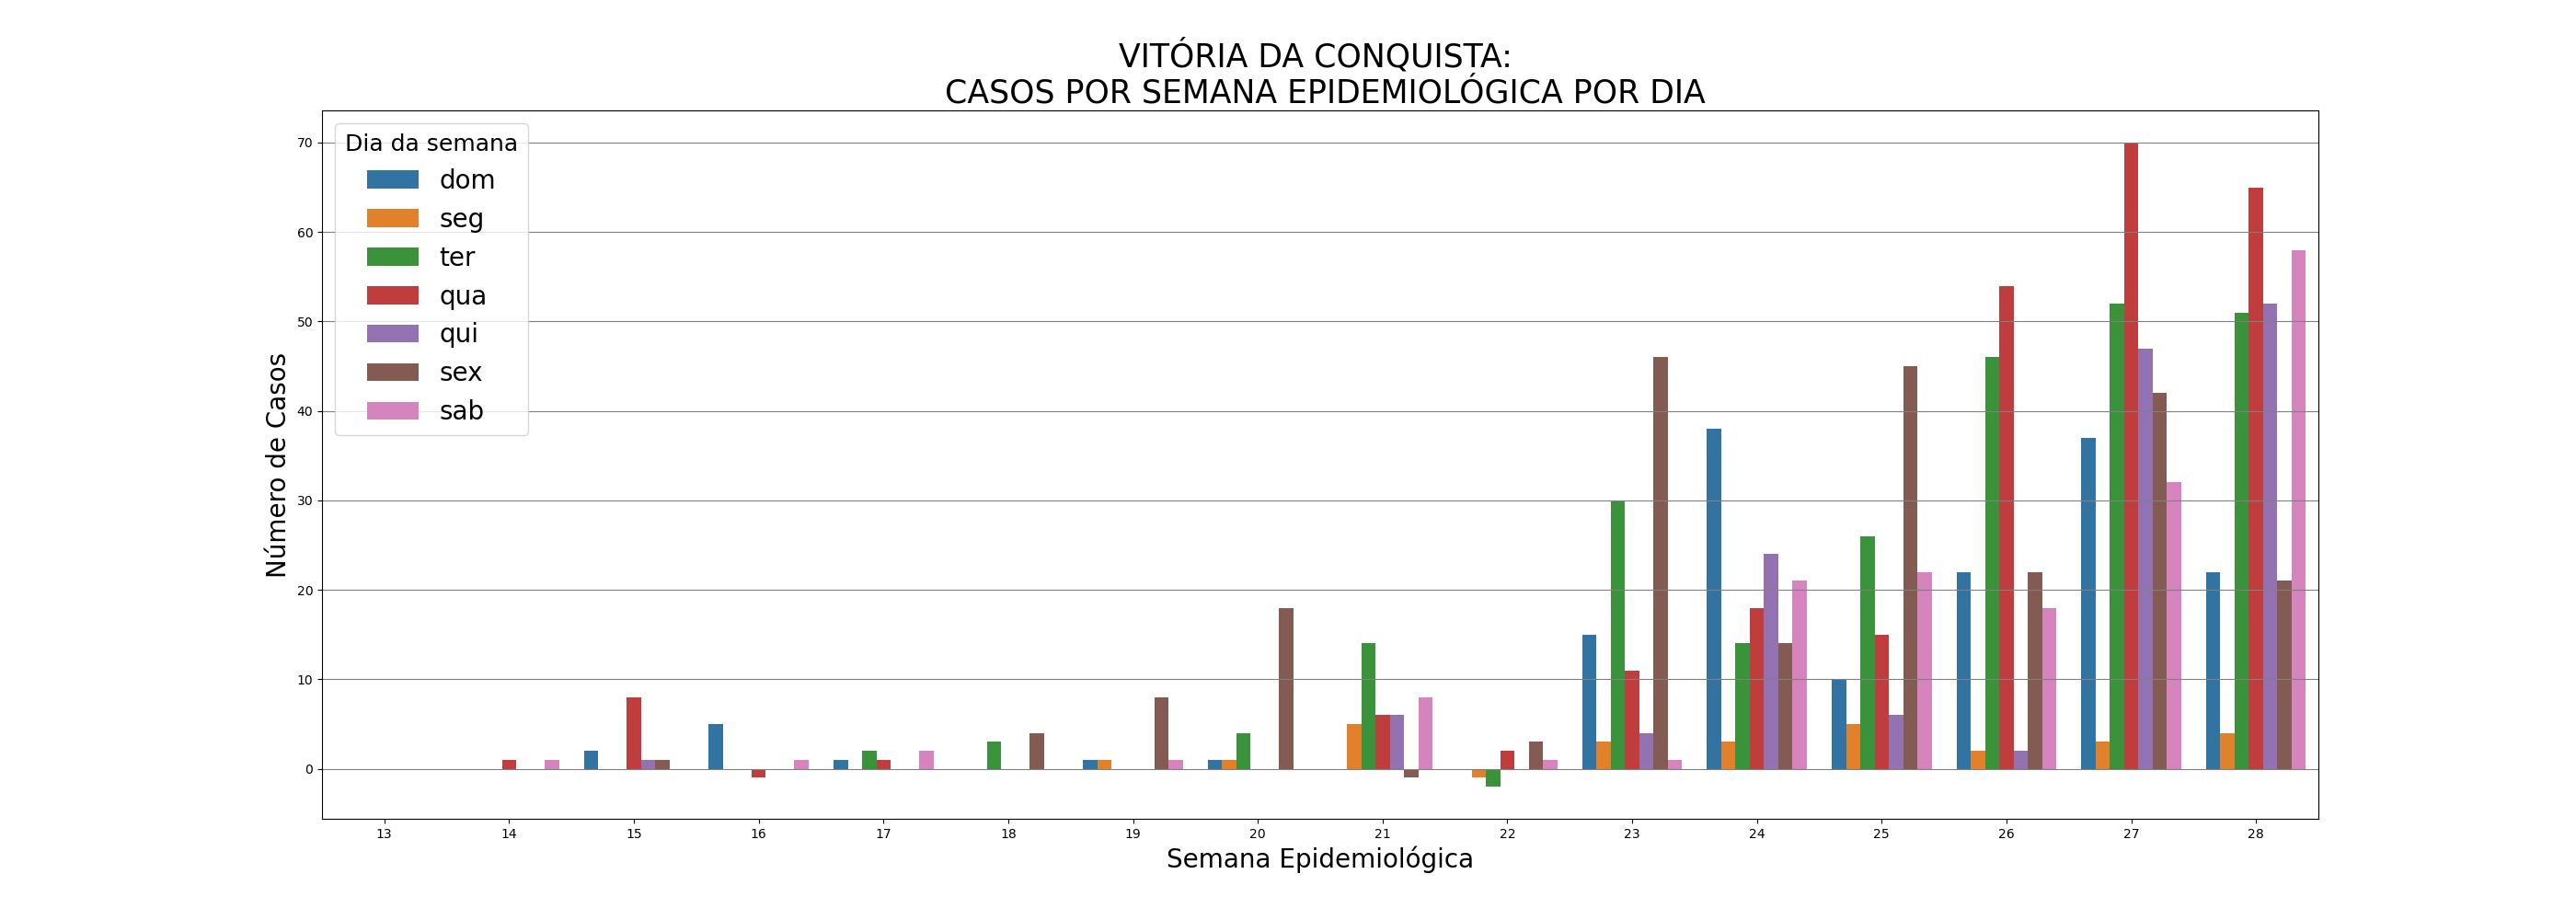 VITÓRIA DA CONQUISTA:
CASOS POR SEMANA EPIDEMIOLÓGICA POR DIA
Dia da semana
dom
seg
ter
qua
qui
sex
sab
Número de Casos
70
60
50
40
30
20
10
0
13 14 15 16 17 18 19 20 21 22 23 24 25 26 27 28
Semana Epidemiológica